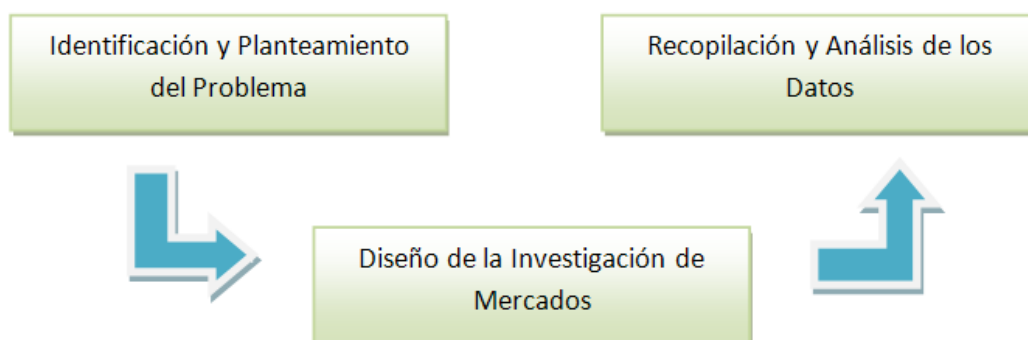 Identificación y Planteamiento
del Problema
Recopilación y Análisis de los
Datos
Diseño de la Investigación de
Mercados